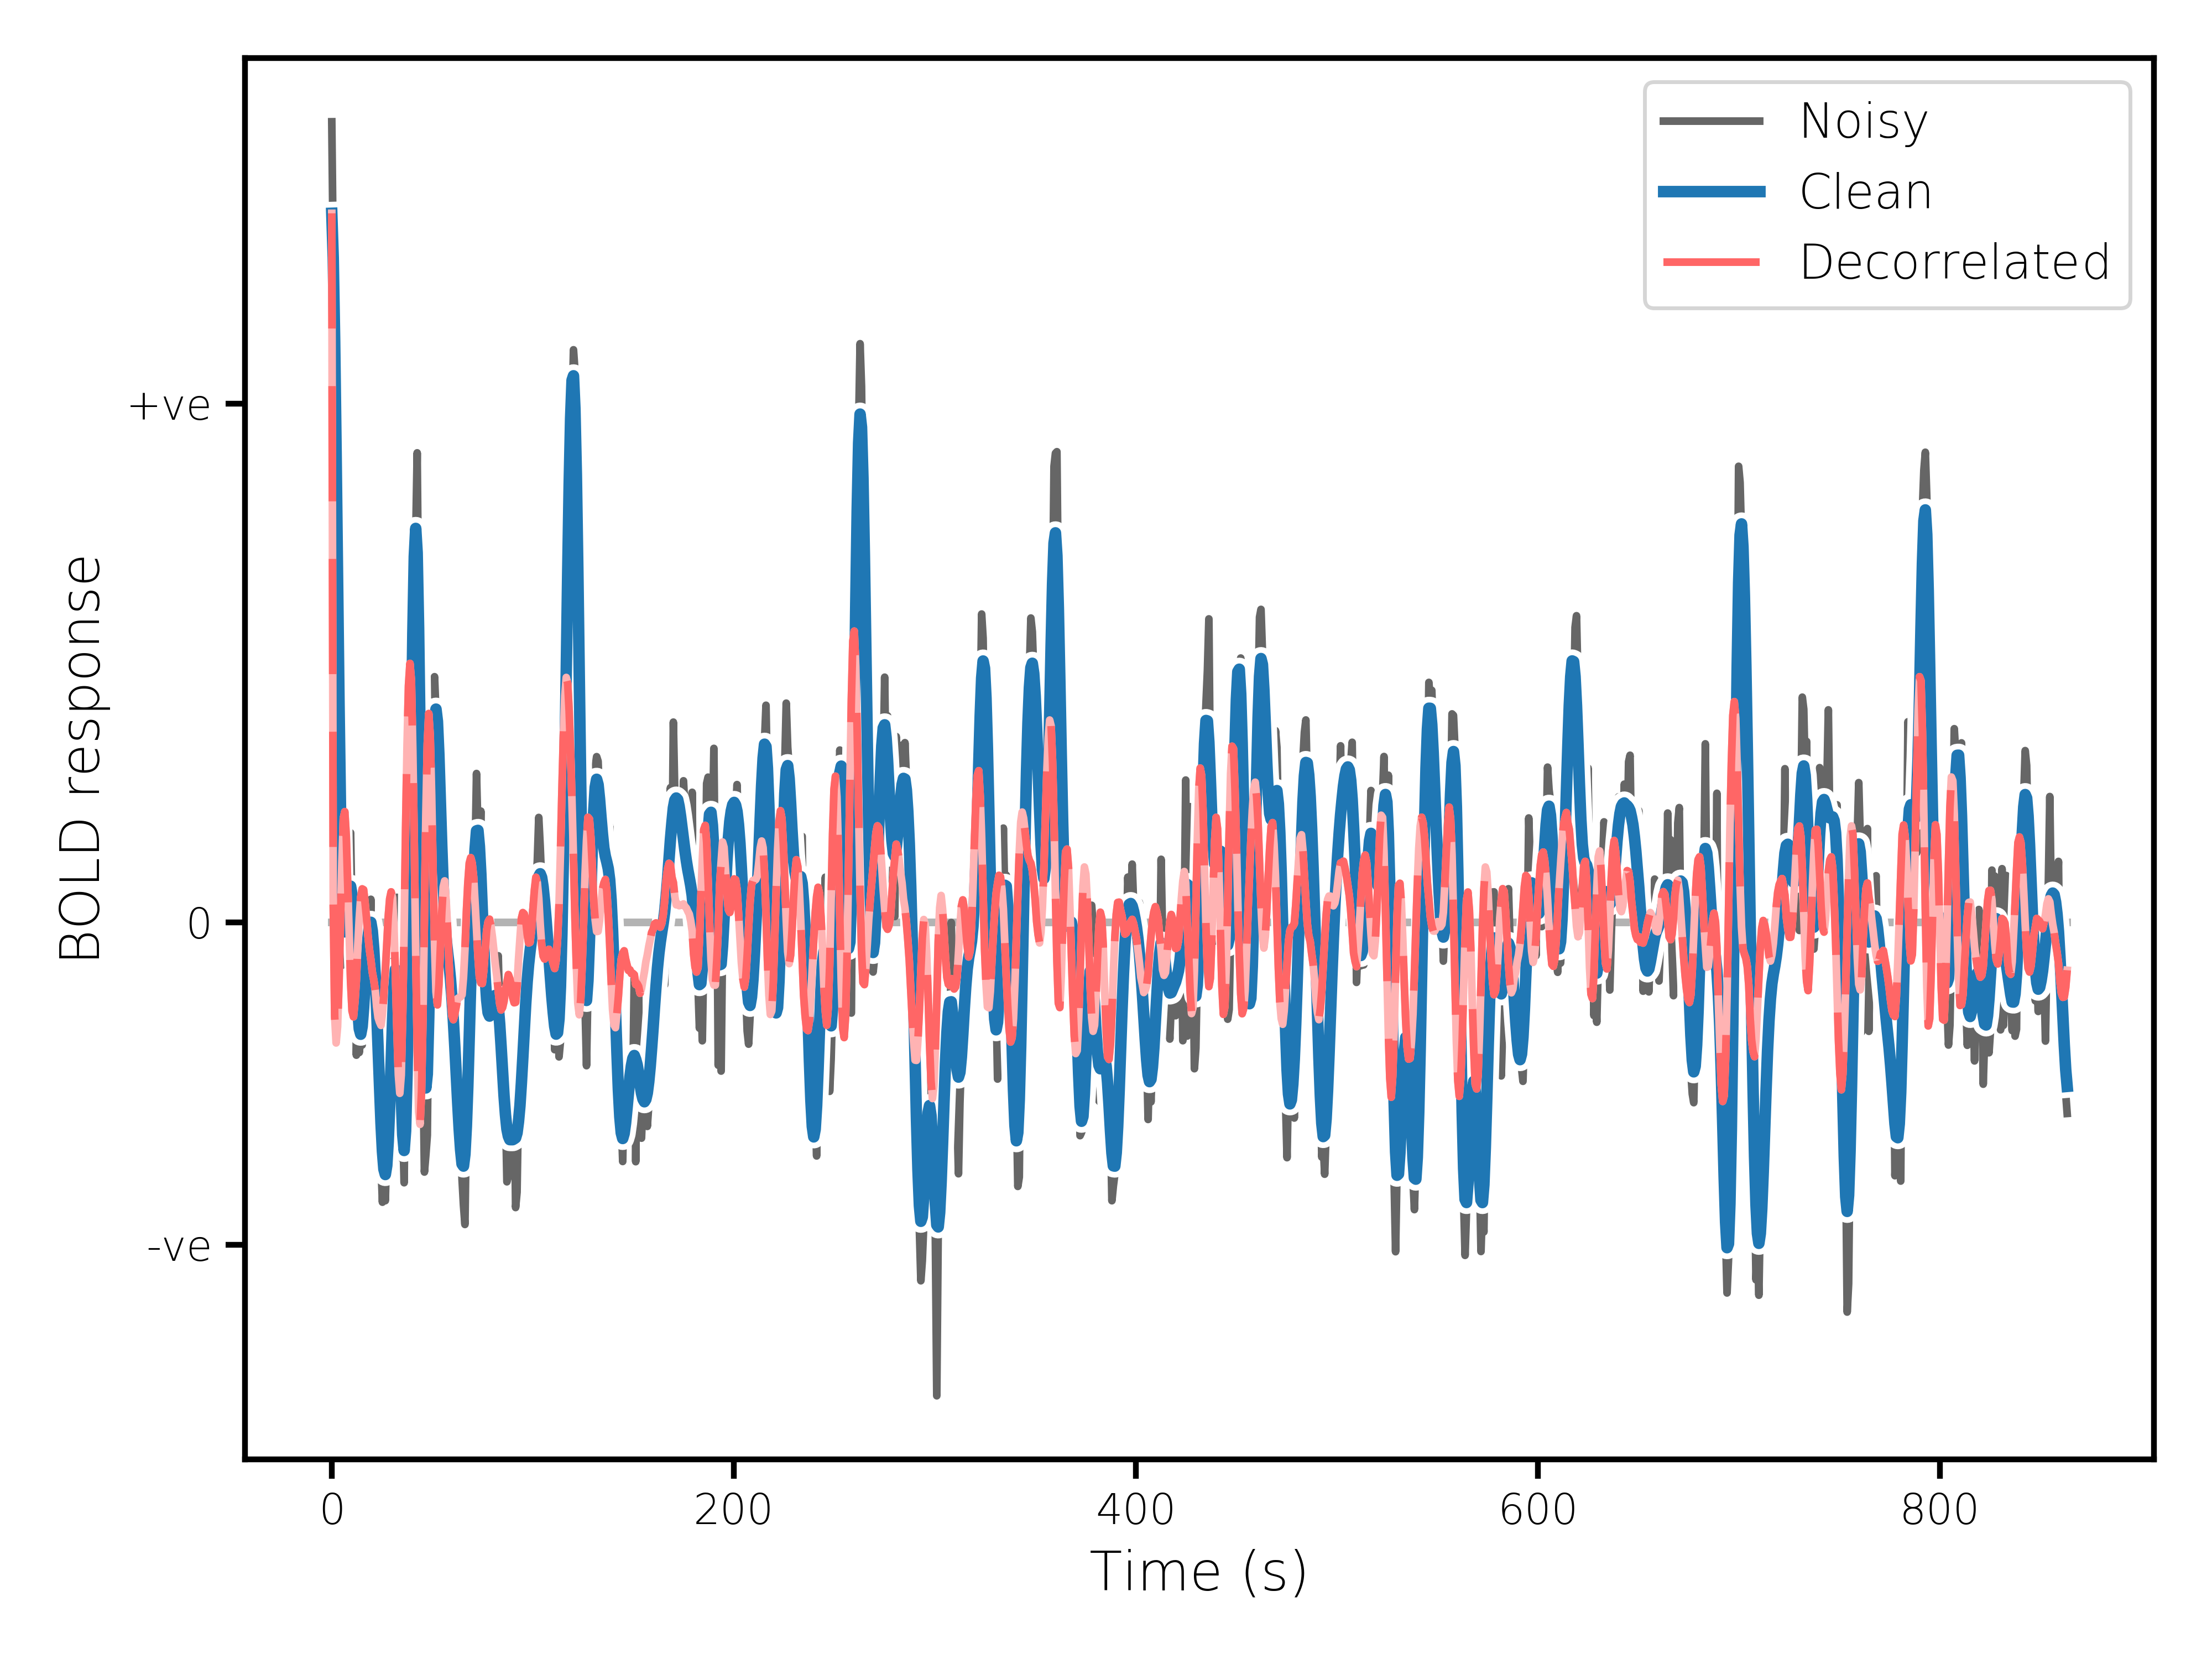 Noisy
Clean
Decorrelated
+ve
0
-ve
BOLD response
0 200 400 600 800
Time (s)